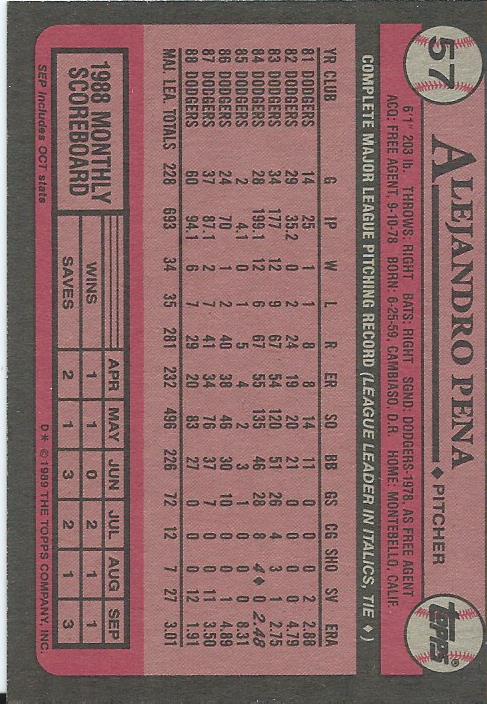 57
ALEJANDRO PENA ♦ PITCHER
topps®
6'1" 203 lb. THROWS: RIGHT BATS: RIGHT SGND: DODGERS-1978, AS FREE AGENT
ACQ: FREE AGENT, 9-10-78 BORN: 6-25-59, CAMBIASO, D.R. HOME: MONTEBELLO, CALIF.
COMPLETE MAJOR LEAGUE PITCHING RECORD (LEAGUE LEADER IN ITALICS, TIE ♦)
YR CLUB G IP W L R ER SO BB GS CG SHO SV ERA
81 DODGERS 14 25 1 1 8 8 14 11 0 0 0 2 2.88
82 DODGERS 29 35.2 0 2 24 19 20 21 0 0 0 0 4.79
83 DODGERS 34 177 12 9 67 54 120 51 26 4 3 1 2.75
84 DODGERS 28 199.1 12 6 67 55 135 46 28 8 4♦ 0 2.48
85 DODGERS 2 4.1 0 1 5 4 2 3 1 0 0 0 8.31
86 DODGERS 24 70 1 2 40 38 46 30 10 0 0 1 4.89
87 DODGERS 37 87.1 2 7 41 34 76 37 7 0 0 11 3.50
88 DODGERS 60 94.1 6 7 29 20 83 27 0 0 0 12 1.91
MAJ. LEA. TOTALS 228 693 34 35 281 232 496 226 72 12 7 27 3.01
1988 MONTHLY
SCOREBOARD
SEP includes OCT stats
APR MAY JUN JUL AUG SEP
WINS 1 1 0 2 1 1
SAVES 2 1 3 2 1 3
D* © 1989 THE TOPPS COMPANY, INC.